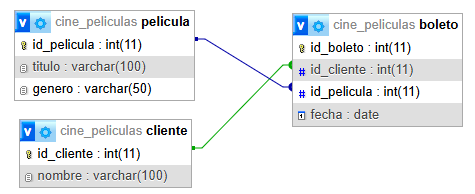 cine_peliculas pelicula
id_pelicula : int(11)
titulo : varchar(100)
genero : varchar(50)
cine_peliculas boleto
id_boleto : int(11)
id_cliente : int(11)
id_pelicula : int(11)
fecha : date
cine_peliculas cliente
id_cliente : int(11)
nombre : varchar(100)